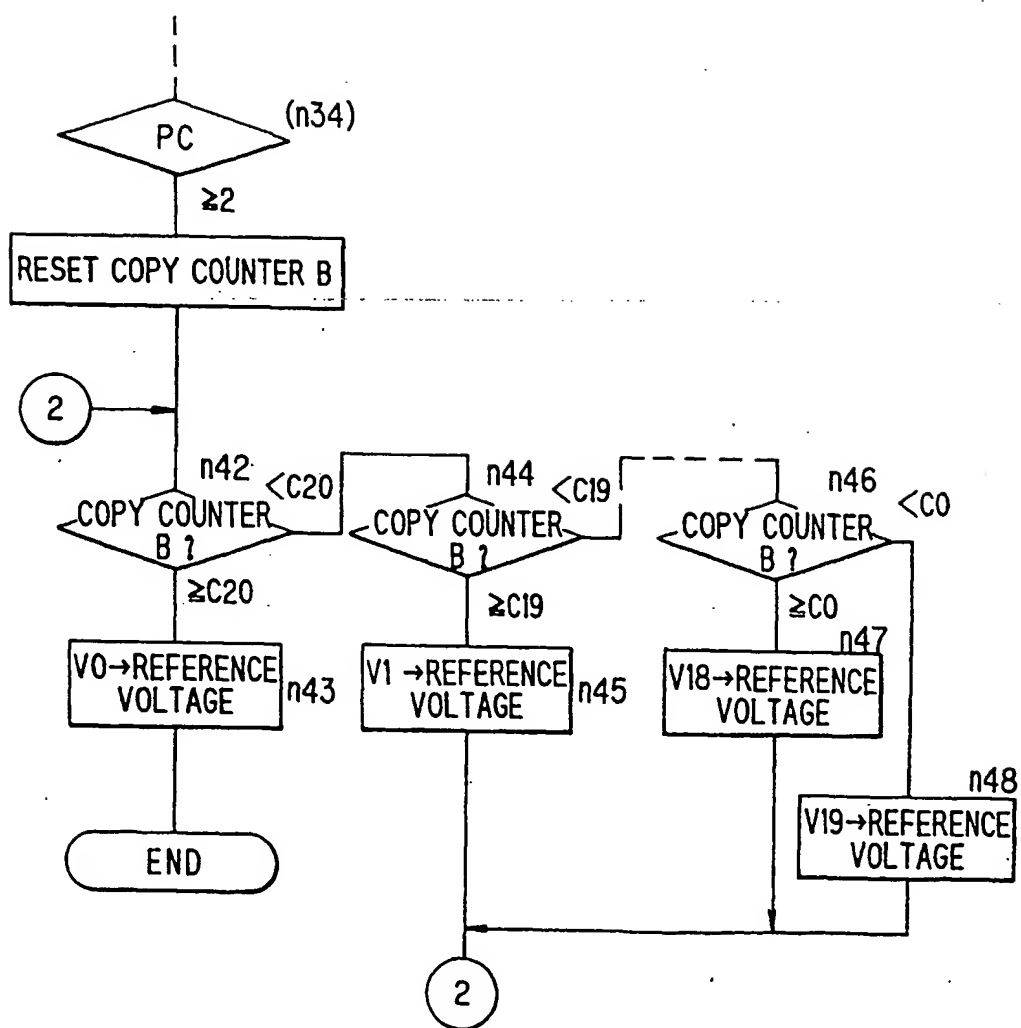 PC
(n34)
≧2
RESET COPY COUNTER B
2
n42
<C20
COPY COUNTER
B ?
≧C20
V0→REFERENCE
VOLTAGE
n43
END
n44
<C19
COPY COUNTER
B ?
≧C19
V1→REFERENCE
VOLTAGE
n45
n46
<C0
COPY COUNTER
B ?
≧C0
n47
V18→REFERENCE
VOLTAGE
n48
V19→REFERENCE
VOLTAGE
2